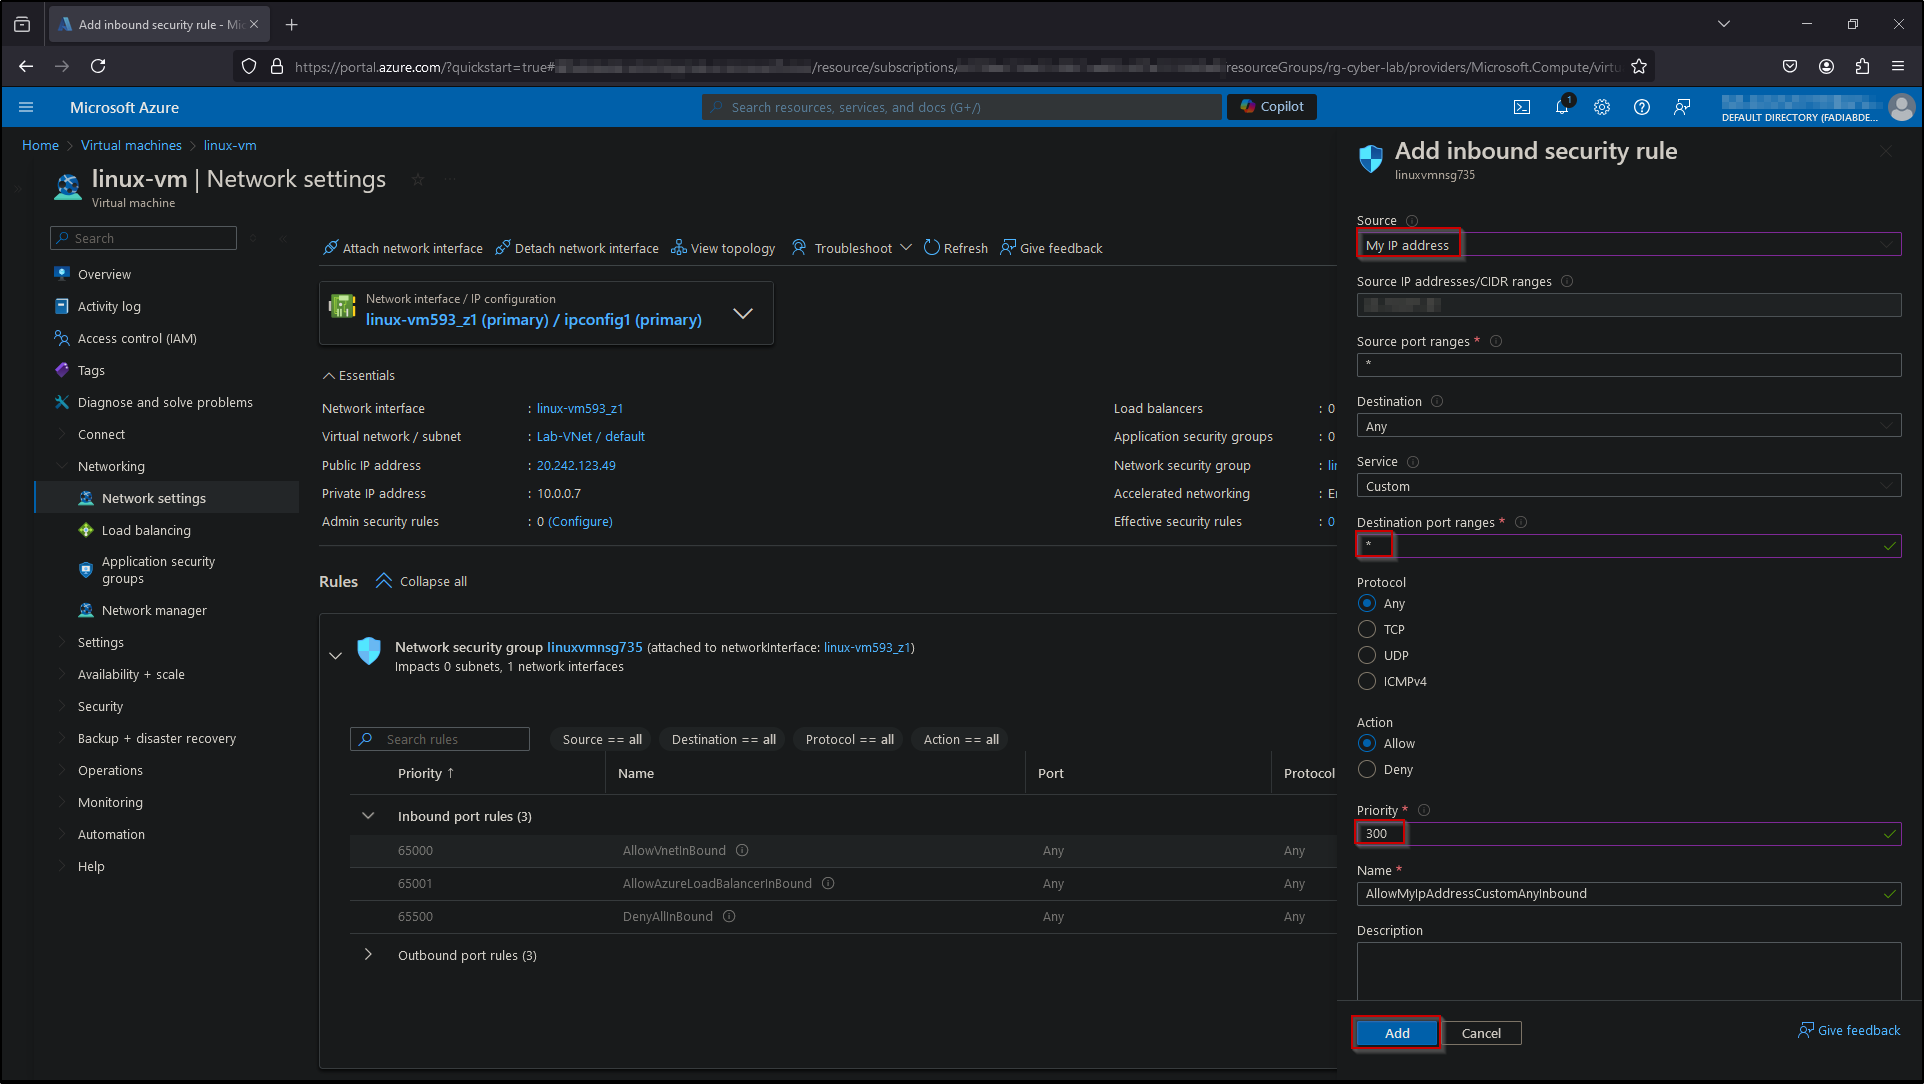 Add inbound security rule - Mic
https://portal.azure.com/?quickstart=true#
/resource/subscriptions/
resourceGroups/rg-cyber-lab/providers/Microsoft.Compute/virtu
Microsoft Azure
Search resources, services, and docs (G+/)
Copilot
1
DEFAULT DIRECTORY (FADIABDE...
Home > Virtual machines > linux-vm
linux-vm | Network settings
Virtual machine
Search
Overview
Activity log
Access control (IAM)
Tags
Diagnose and solve problems
Connect
Networking
Network settings
Load balancing
Application security
groups
Network manager
Settings
Availability + scale
Security
Backup + disaster recovery
Operations
Monitoring
Automation
Help
Attach network interface
Detach network interface
View topology
Troubleshoot
Refresh
Give feedback
Network interface / IP configuration
linux-vm593_z1 (primary) / ipconfig1 (primary)
Essentials
Network interface : linux-vm593_z1
Virtual network / subnet : Lab-VNet / default
Public IP address : 20.242.123.49
Private IP address : 10.0.0.7
Admin security rules : 0 (Configure)
Load balancers : 0
Application security groups : 0
Network security group : lin
Accelerated networking : En
Effective security rules : 0
Rules
Collapse all
Network security group linuxvmnsg735 (attached to networkInterface: linux-vm593_z1)
Impacts 0 subnets, 1 network interfaces
Search rules
Source == all
Destination == all
Protocol == all
Action == all
Priority ↑ Name Port Protocol
Inbound port rules (3)
65000 AllowVnetInBound Any Any
65001 AllowAzureLoadBalancerInBound Any Any
65500 DenyAllInBound Any Any
Outbound port rules (3)
Add inbound security rule
linuxvmnsg735
Source
My IP address
Source IP addresses/CIDR ranges
Source port ranges *
*
Destination
Any
Service
Custom
Destination port ranges *
*
Protocol
Any
TCP
UDP
ICMPv4
Action
Allow
Deny
Priority *
300
Name *
AllowMyIpAddressCustomAnyInbound
Description
Add
Cancel
Give feedback